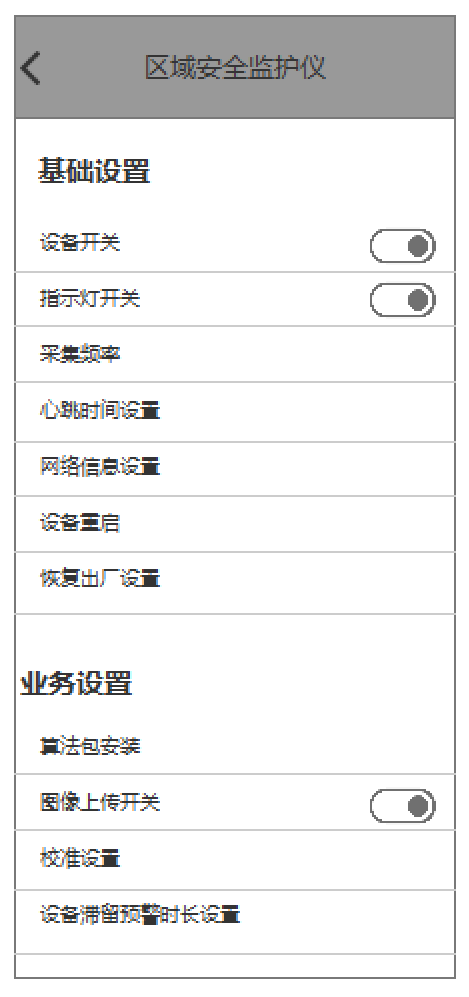 区域安全监护仪
基础设置
设备开关
指示灯开关
采集频率
心跳时间设置
网络信息设置
设备重启
恢复出厂设置
业务设置
算法包安装
图像上传开关
校准设置
设备滞留预警时长设置